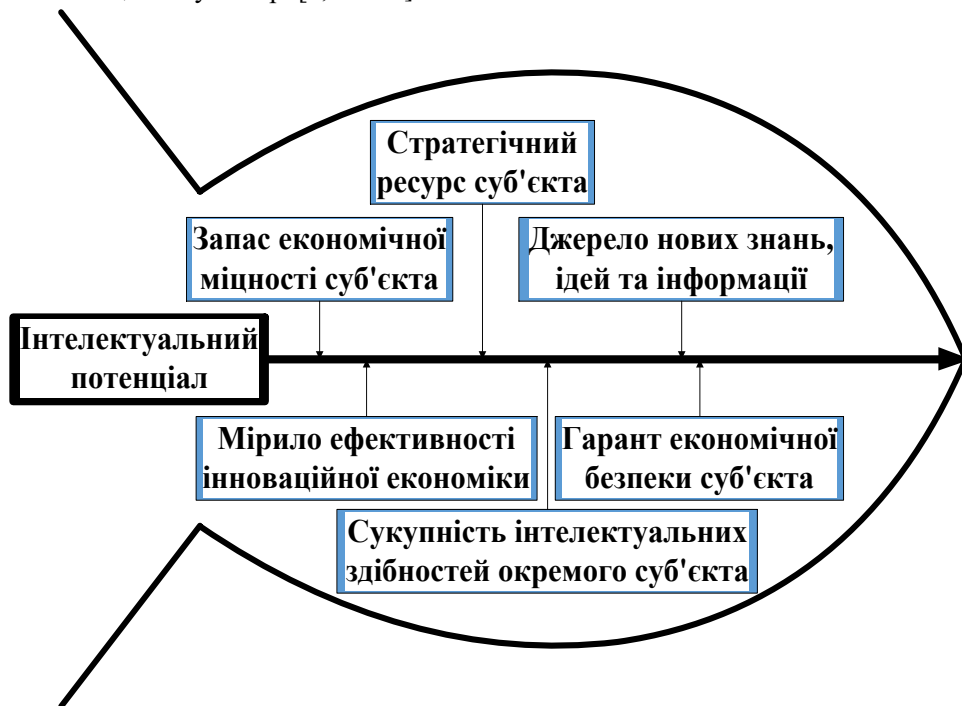 Стратегічний
ресурс суб'єкта
Запас економічної
міцності суб'єкта
Джерело нових знань,
ідей та інформації
Інтелектуальний
потенціал
Мірило ефективності
інноваційної економіки
Гарант економічної
безпеки суб'єкта
Сукупність інтелектуальних
здібностей окремого суб'єкта